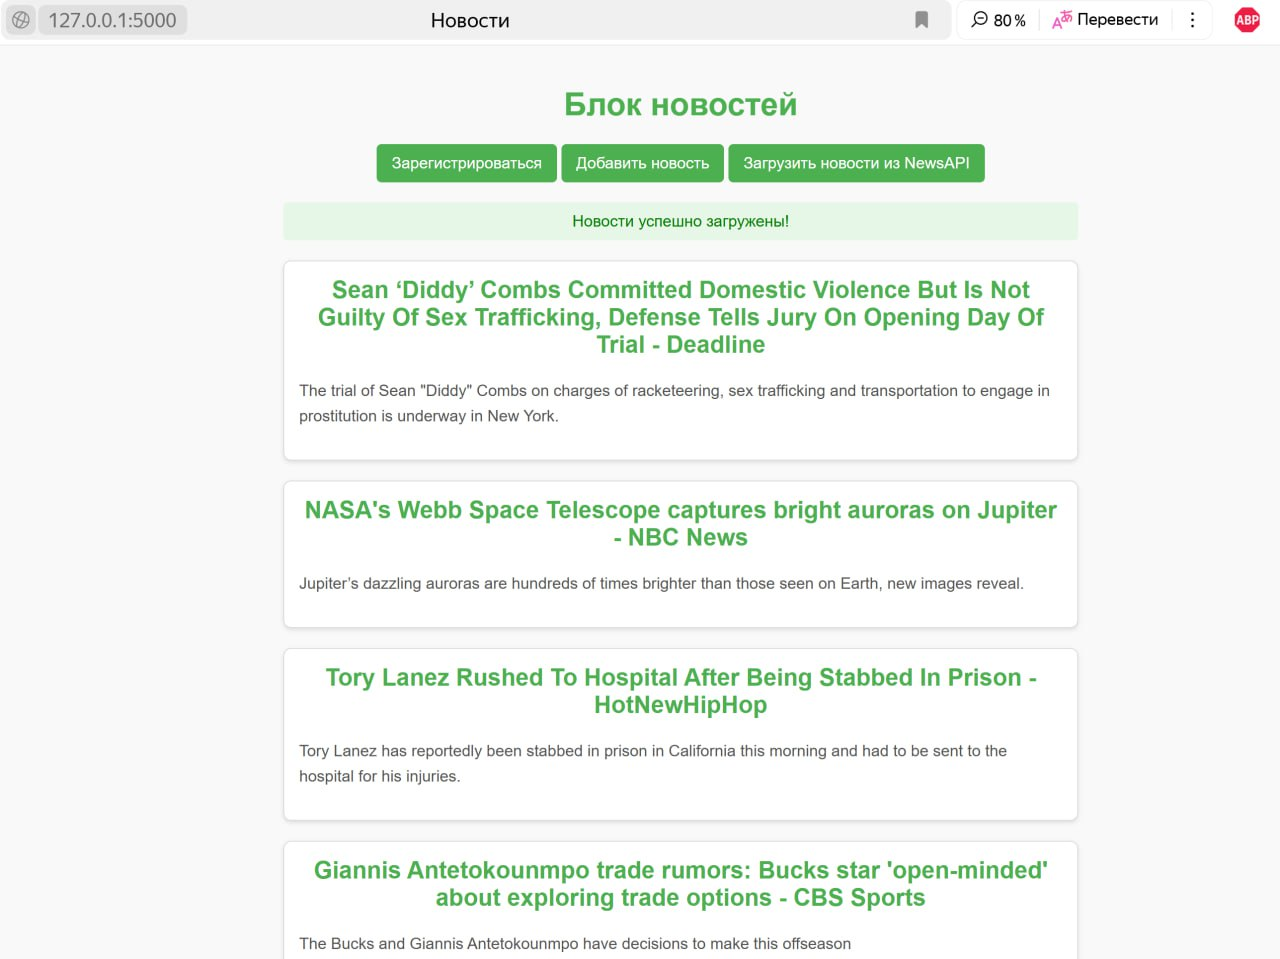 127.0.0.1:5000 Новости 80 % Перевести ABP
Блок новостей
Зарегистрироваться Добавить новость Загрузить новости из NewsAPI
Новости успешно загружены!
Sean ‘Diddy’ Combs Committed Domestic Violence But Is Not
Guilty Of Sex Trafficking, Defense Tells Jury On Opening Day Of
Trial - Deadline
The trial of Sean "Diddy" Combs on charges of racketeering, sex trafficking and transportation to engage in
prostitution is underway in New York.
NASA's Webb Space Telescope captures bright auroras on Jupiter
- NBC News
Jupiter’s dazzling auroras are hundreds of times brighter than those seen on Earth, new images reveal.
Tory Lanez Rushed To Hospital After Being Stabbed In Prison -
HotNewHipHop
Tory Lanez has reportedly been stabbed in prison in California this morning and had to be sent to the
hospital for his injuries.
Giannis Antetokounmpo trade rumors: Bucks star 'open-minded'
about exploring trade options - CBS Sports
The Bucks and Giannis Antetokounmpo have decisions to make this offseason